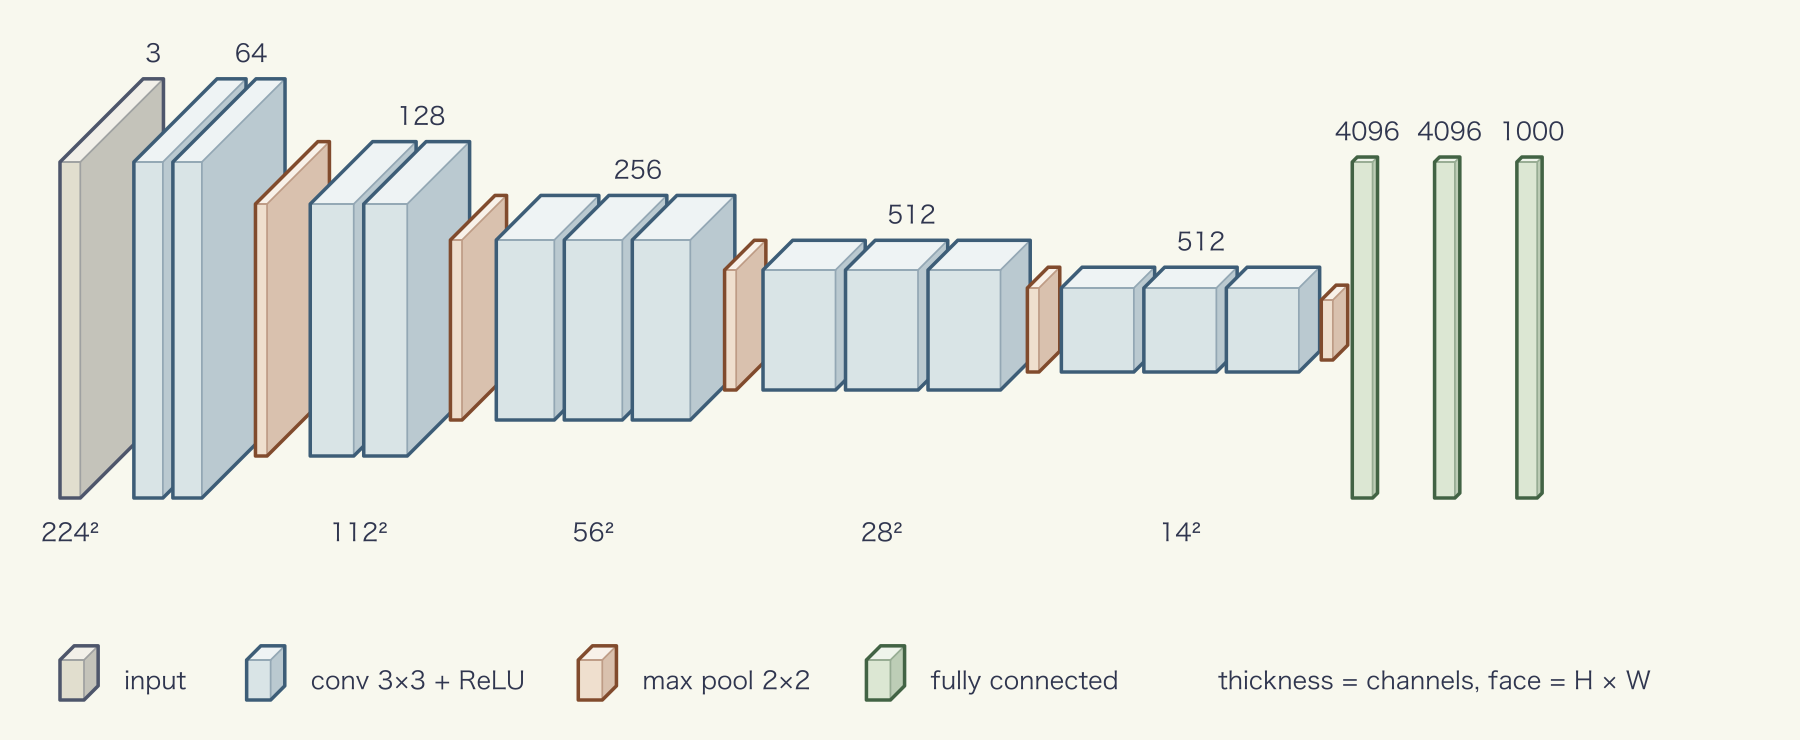 3
64
128
256
512
512
4096
4096
1000
224²
112²
56²
28²
14²
input
conv 3×3 + ReLU
max pool 2×2
fully connected
thickness = channels, face = H × W